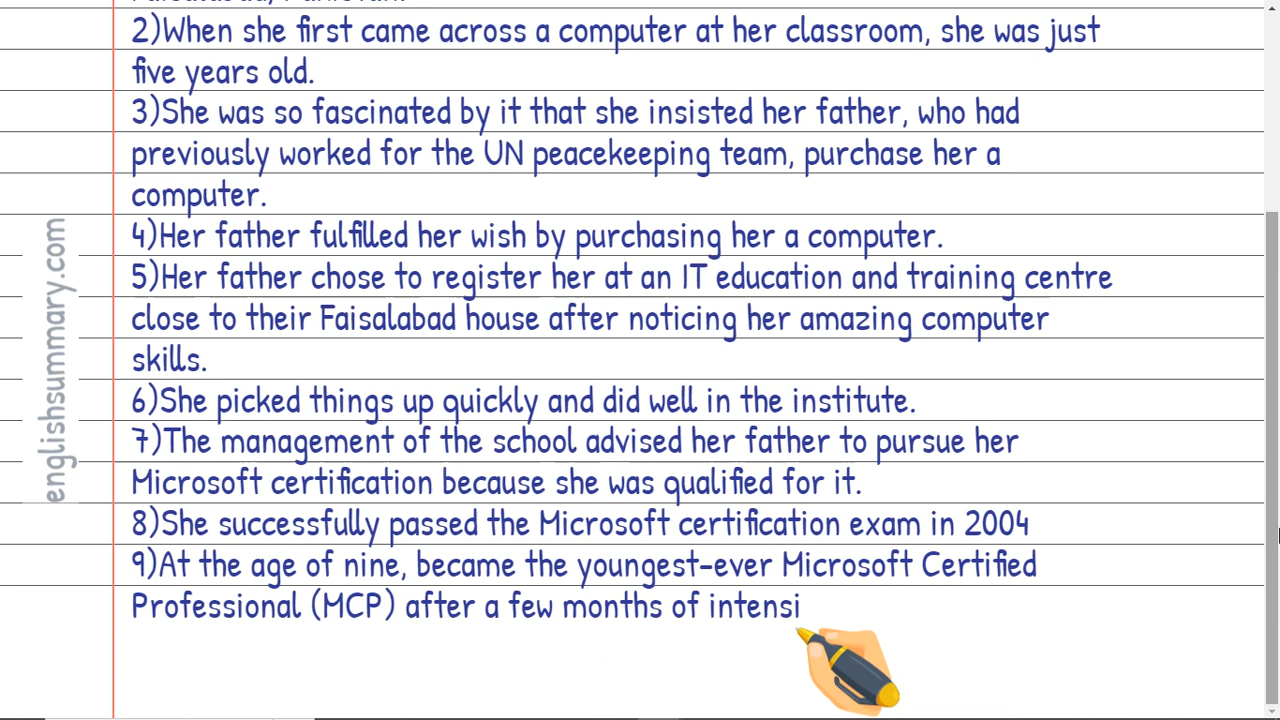 2)When she first came across a computer at her classroom, she was just
five years old.
3)She was so fascinated by it that she insisted her father, who had
previously worked for the UN peacekeeping team, purchase her a
computer.
4)Her father fulfilled her wish by purchasing her a computer.
5)Her father chose to register her at an IT education and training centre
close to their Faisalabad house after noticing her amazing computer
skills.
6)She picked things up quickly and did well in the institute.
7)The management of the school advised her father to pursue her
Microsoft certification because she was qualified for it.
8)She successfully passed the Microsoft certification exam in 2004
9)At the age of nine, became the youngest-ever Microsoft Certified
Professional (MCP) after a few months of intensi
englishsummary.com